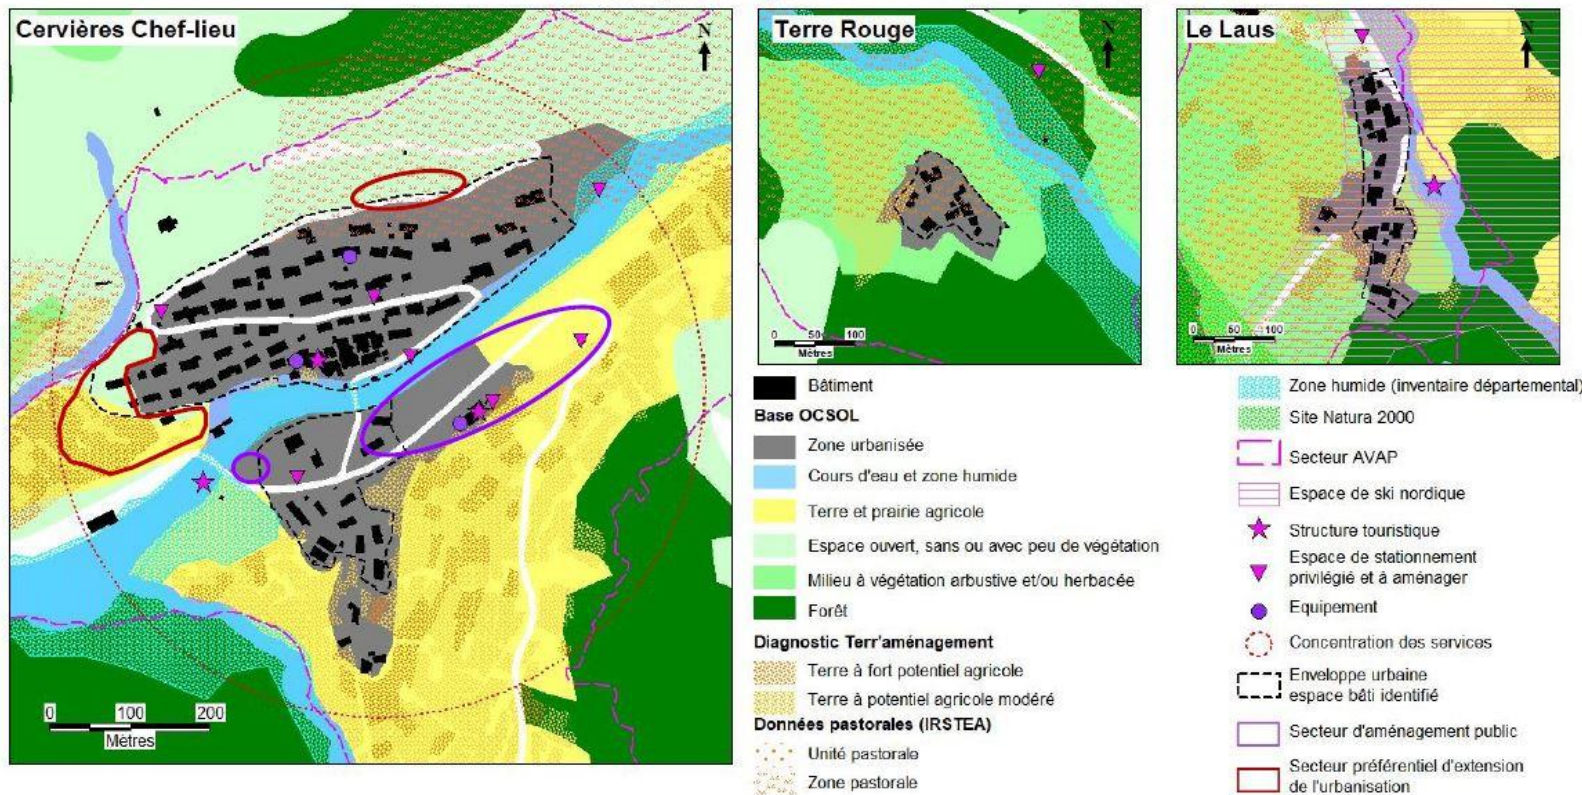 Cervières Chef-lieu
N
0 100 200
Mètres
Terre Rouge
N
0 50 100
Mètres
Le Laus
N
0 50 100
Mètres
Bâtiment
Base OCSOL
Zone urbanisée
Cours d'eau et zone humide
Terre et prairie agricole
Espace ouvert, sans ou avec peu de végétation
Milieu à végétation arbustive et/ou herbacée
Forêt
Diagnostic Terr'aménagement
Terre à fort potentiel agricole
Terre à potentiel agricole modéré
Données pastorales (IRSTEA)
Unité pastorale
Zone pastorale
Zone humide (inventaire départemental)
Site Natura 2000
Secteur AVAP
Espace de ski nordique
Structure touristique
Espace de stationnement
privilégié et à aménager
Equipement
Concentration des services
Enveloppe urbaine
espace bâti identifié
Secteur d'aménagement public
Secteur préférentiel d'extension
de l'urbanisation